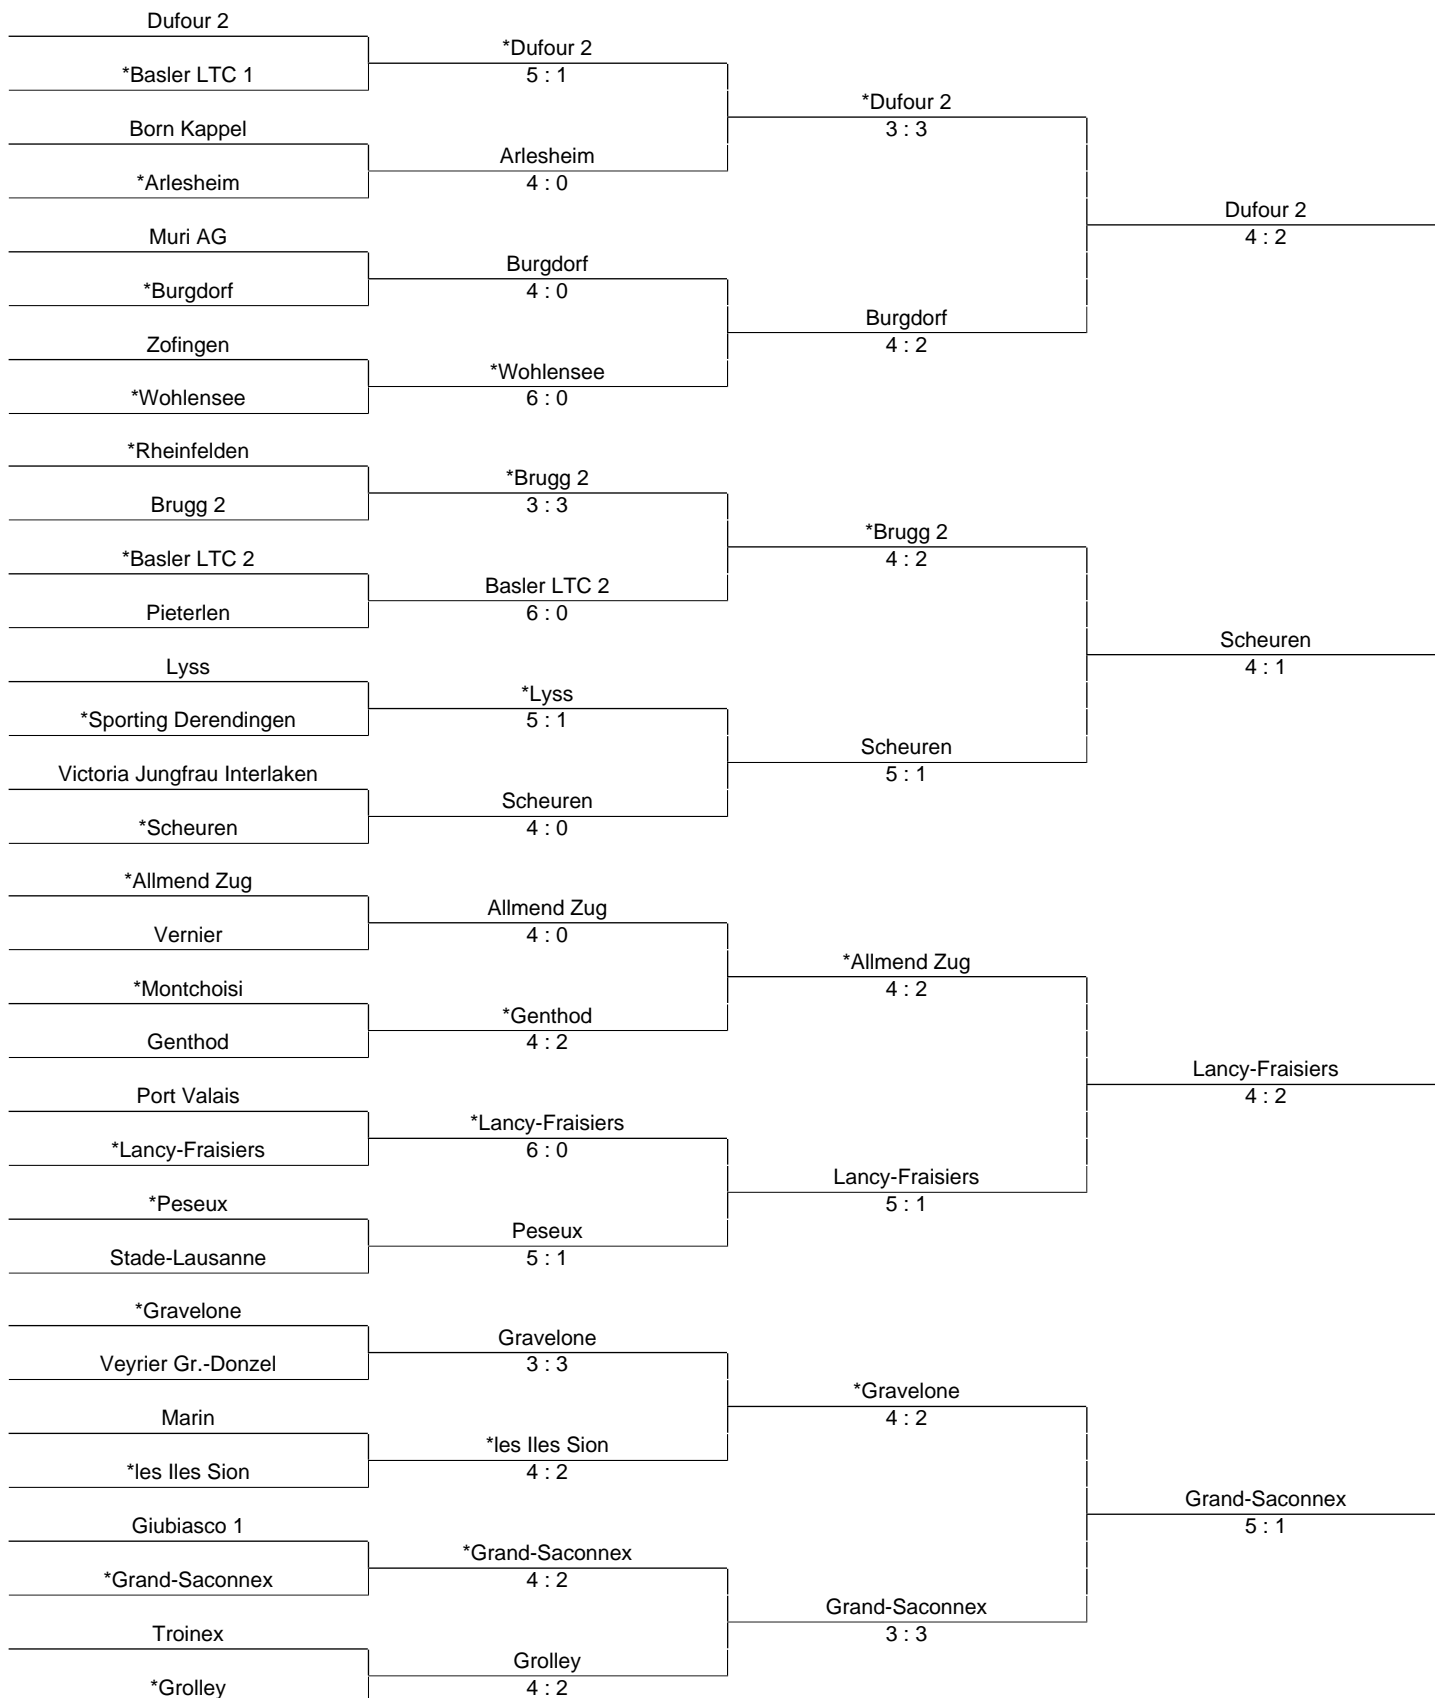 Dufour 2
*Basler LTC 1
Born Kappel
*Arlesheim
Muri AG
*Burgdorf
Zofingen
*Wohlensee
*Rheinfelden
Brugg 2
*Basler LTC 2
Pieterlen
Lyss
*Sporting Derendingen
Victoria Jungfrau Interlaken
*Scheuren
*Allmend Zug
Vernier
*Montchoisi
Genthod
Port Valais
*Lancy-Fraisiers
*Peseux
Stade-Lausanne
*Gravelone
Veyrier Gr.-Donzel
Marin
*les Iles Sion
Giubiasco 1
*Grand-Saconnex
Troinex
*Grolley
*Dufour 2
5 : 1
Arlesheim
4 : 0
Burgdorf
4 : 0
*Wohlensee
6 : 0
*Brugg 2
3 : 3
Basler LTC 2
6 : 0
*Lyss
5 : 1
Scheuren
4 : 0
Allmend Zug
4 : 0
*Genthod
4 : 2
*Lancy-Fraisiers
6 : 0
Peseux
5 : 1
Gravelone
3 : 3
*les Iles Sion
4 : 2
*Grand-Saconnex
4 : 2
Grolley
4 : 2
*Dufour 2
3 : 3
Burgdorf
4 : 2
*Brugg 2
4 : 2
Scheuren
5 : 1
*Allmend Zug
4 : 2
Lancy-Fraisiers
5 : 1
*Gravelone
4 : 2
Grand-Saconnex
3 : 3
Dufour 2
4 : 2
Scheuren
4 : 1
Lancy-Fraisiers
4 : 2
Grand-Saconnex
5 : 1